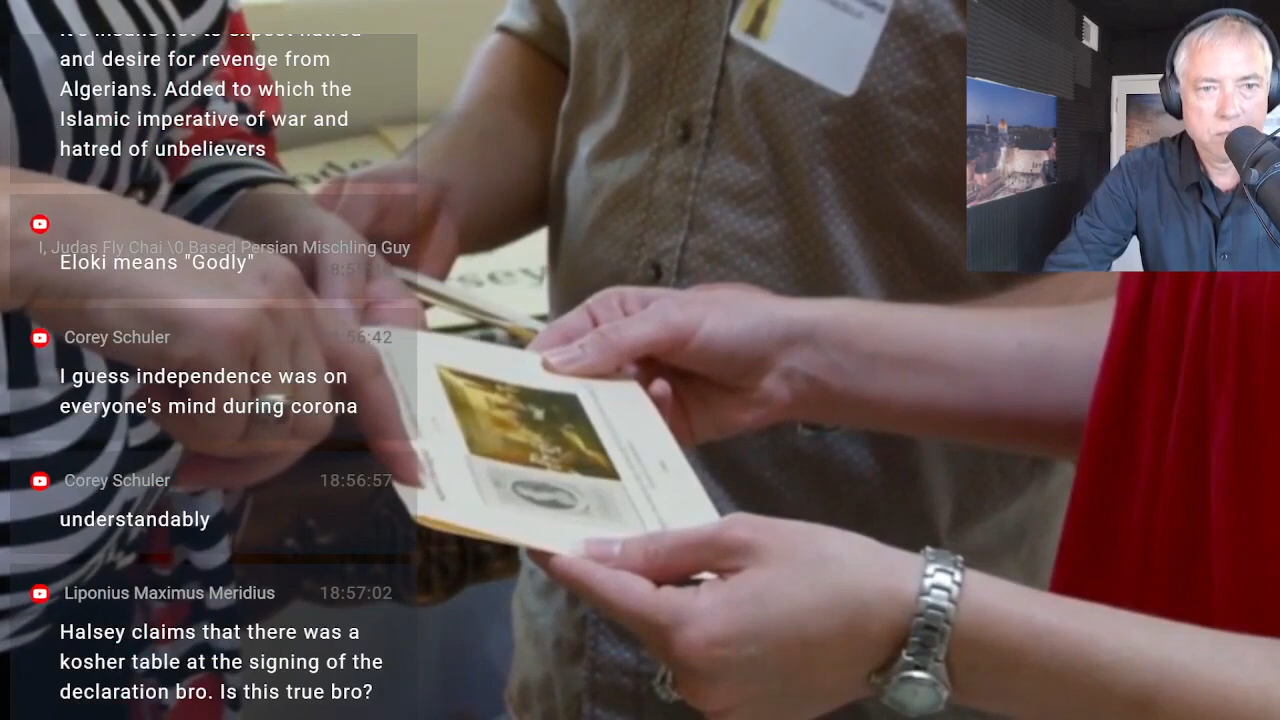 and desire for revenge from
Algerians. Added to which the
Islamic imperative of war and
hatred of unbelievers
I, Judas Fly Chai \0 Based Persian Mischling Guy
Eloki means "Godly"
Corey Schuler
I guess independence was on
everyone's mind during corona
Corey Schuler 18:56:57
understandably
Liponius Maximus Meridius 18:57:02
Halsey claims that there was a
kosher table at the signing of the
declaration bro. Is this true bro?